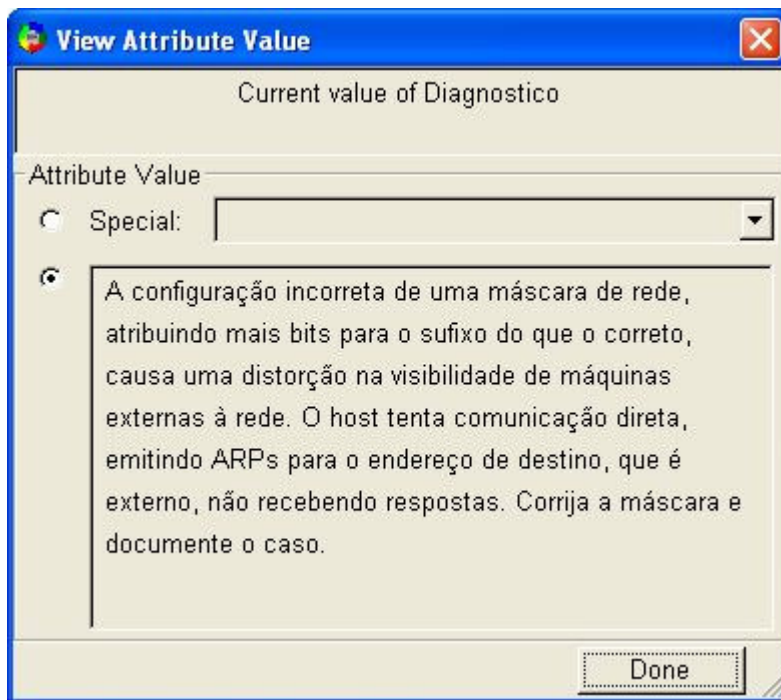 View Attribute Value
Current value of Diagnostico
Attribute Value
Special:
A configuração incorreta de uma máscara de rede,
atribuindo mais bits para o sufixo do que o correto,
causa uma distorção na visibilidade de máquinas
externas à rede. O host tenta comunicação direta,
emitindo ARPs para o endereço de destino, que é
externo, não recebendo respostas. Corrija a máscara e
documente o caso.
Done